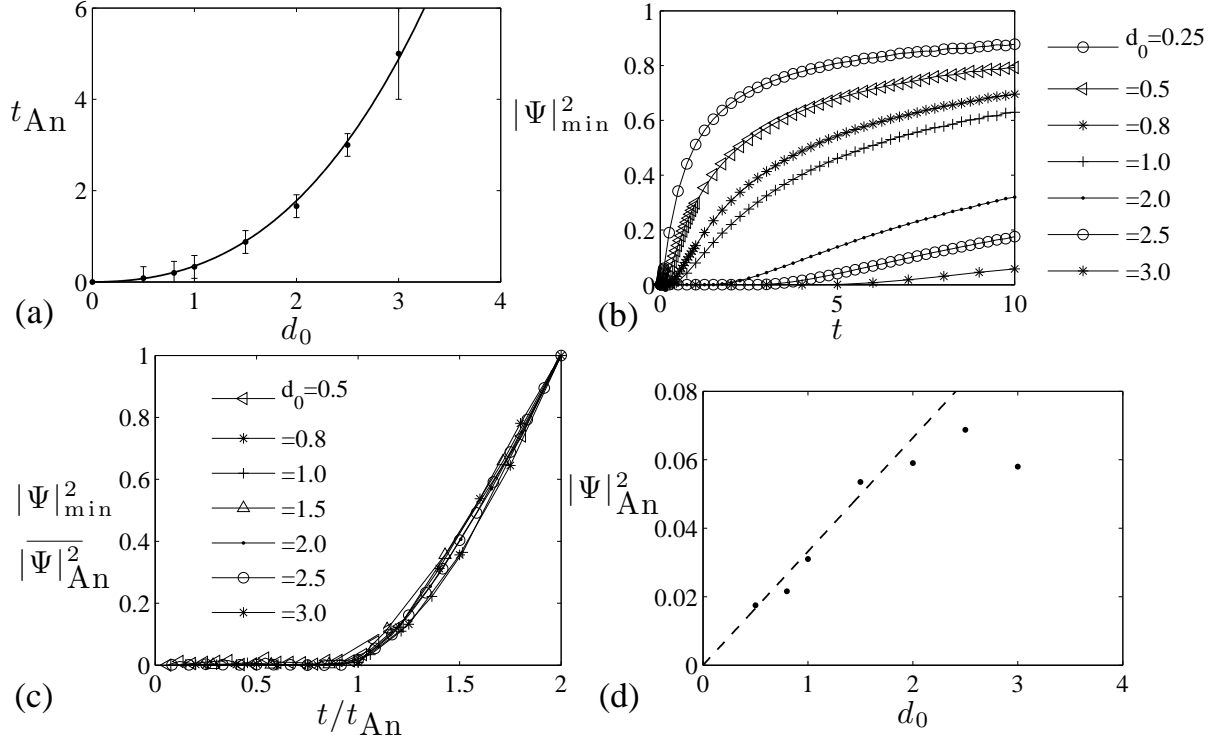 6
4
2
0
t_An
0 1 2 3 4
d_0
(a)
1
0.8
0.6
0.4
0.2
0
|Ψ|²_min
0 5 10
t
(b)
d_0=0.25
=0.5
=0.8
=1.0
=2.0
=2.5
=3.0
1
0.8
0.6
0.4
0.2
0
|Ψ|²_min
|Ψ|²_An
d_0=0.5
=0.8
=1.0
=1.5
=2.0
=2.5
=3.0
0 0.5 1 1.5 2
t/t_An
(c)
0.08
0.06
0.04
0.02
0
|Ψ|²_An
0 1 2 3 4
d_0
(d)